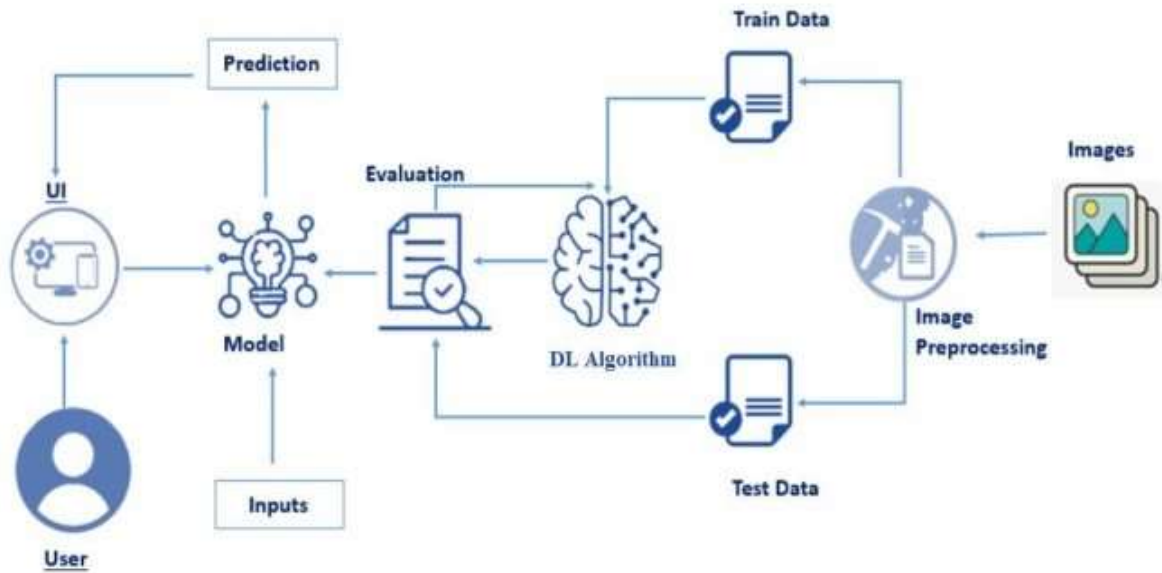 Train Data
Prediction
Images
Evaluation
UI
Image
Preprocessing
Model
DL Algorithm
Test Data
Inputs
User